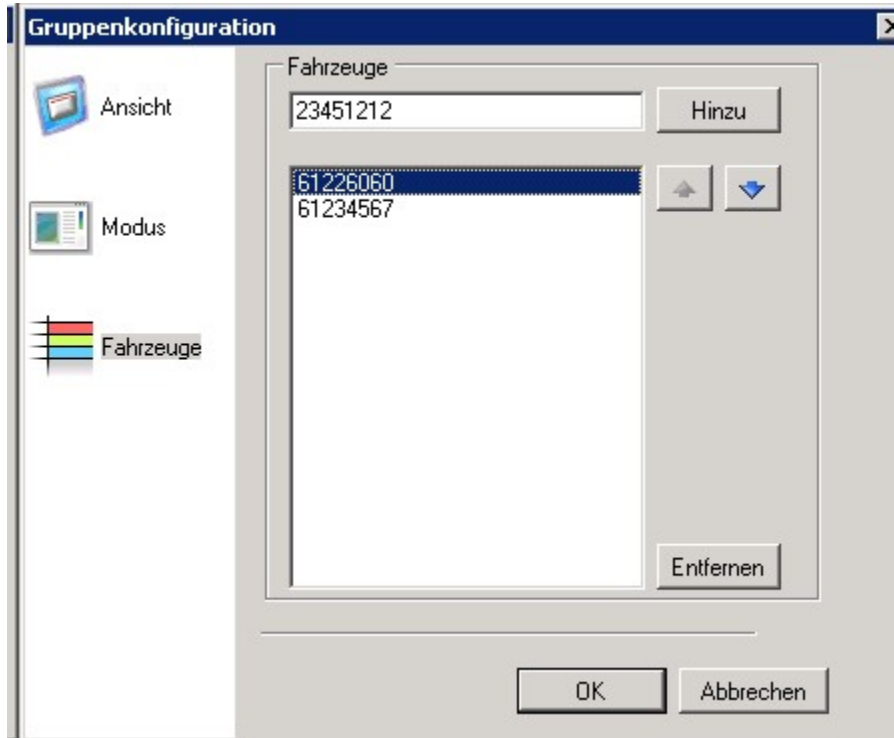 Gruppenkonfiguration
Ansicht
Modus
Fahrzeuge
Fahrzeuge
23451212
Hinzu
61226060
61234567
Entfernen
OK
Abbrechen